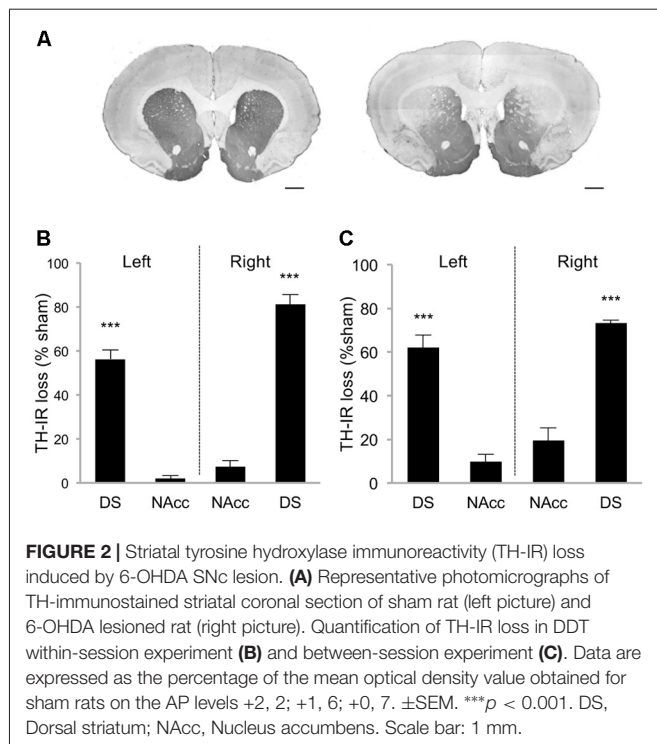 A
B
C
Left
Right
***
***
TH-IR loss (% sham)
100
80
60
40
20
0
DS
NAcc
NAcc
DS
Left
Right
***
***
TH-IR loss (%sham)
100
80
60
40
20
0
DS
NAcc
NAcc
DS
FIGURE 2 | Striatal tyrosine hydroxylase immunoreactivity (TH-IR) loss
induced by 6-OHDA SNc lesion. (A) Representative photomicrographs of
TH-immunostained striatal coronal section of sham rat (left picture) and
6-OHDA lesioned rat (right picture). Quantification of TH-IR loss in DDT
within-session experiment (B) and between-session experiment (C). Data are
expressed as the percentage of the mean optical density value obtained for
sham rats on the AP levels +2, 2; +1, 6; +0, 7. ±SEM. ***p < 0.001. DS,
Dorsal striatum; NAcc, Nucleus accumbens. Scale bar: 1 mm.